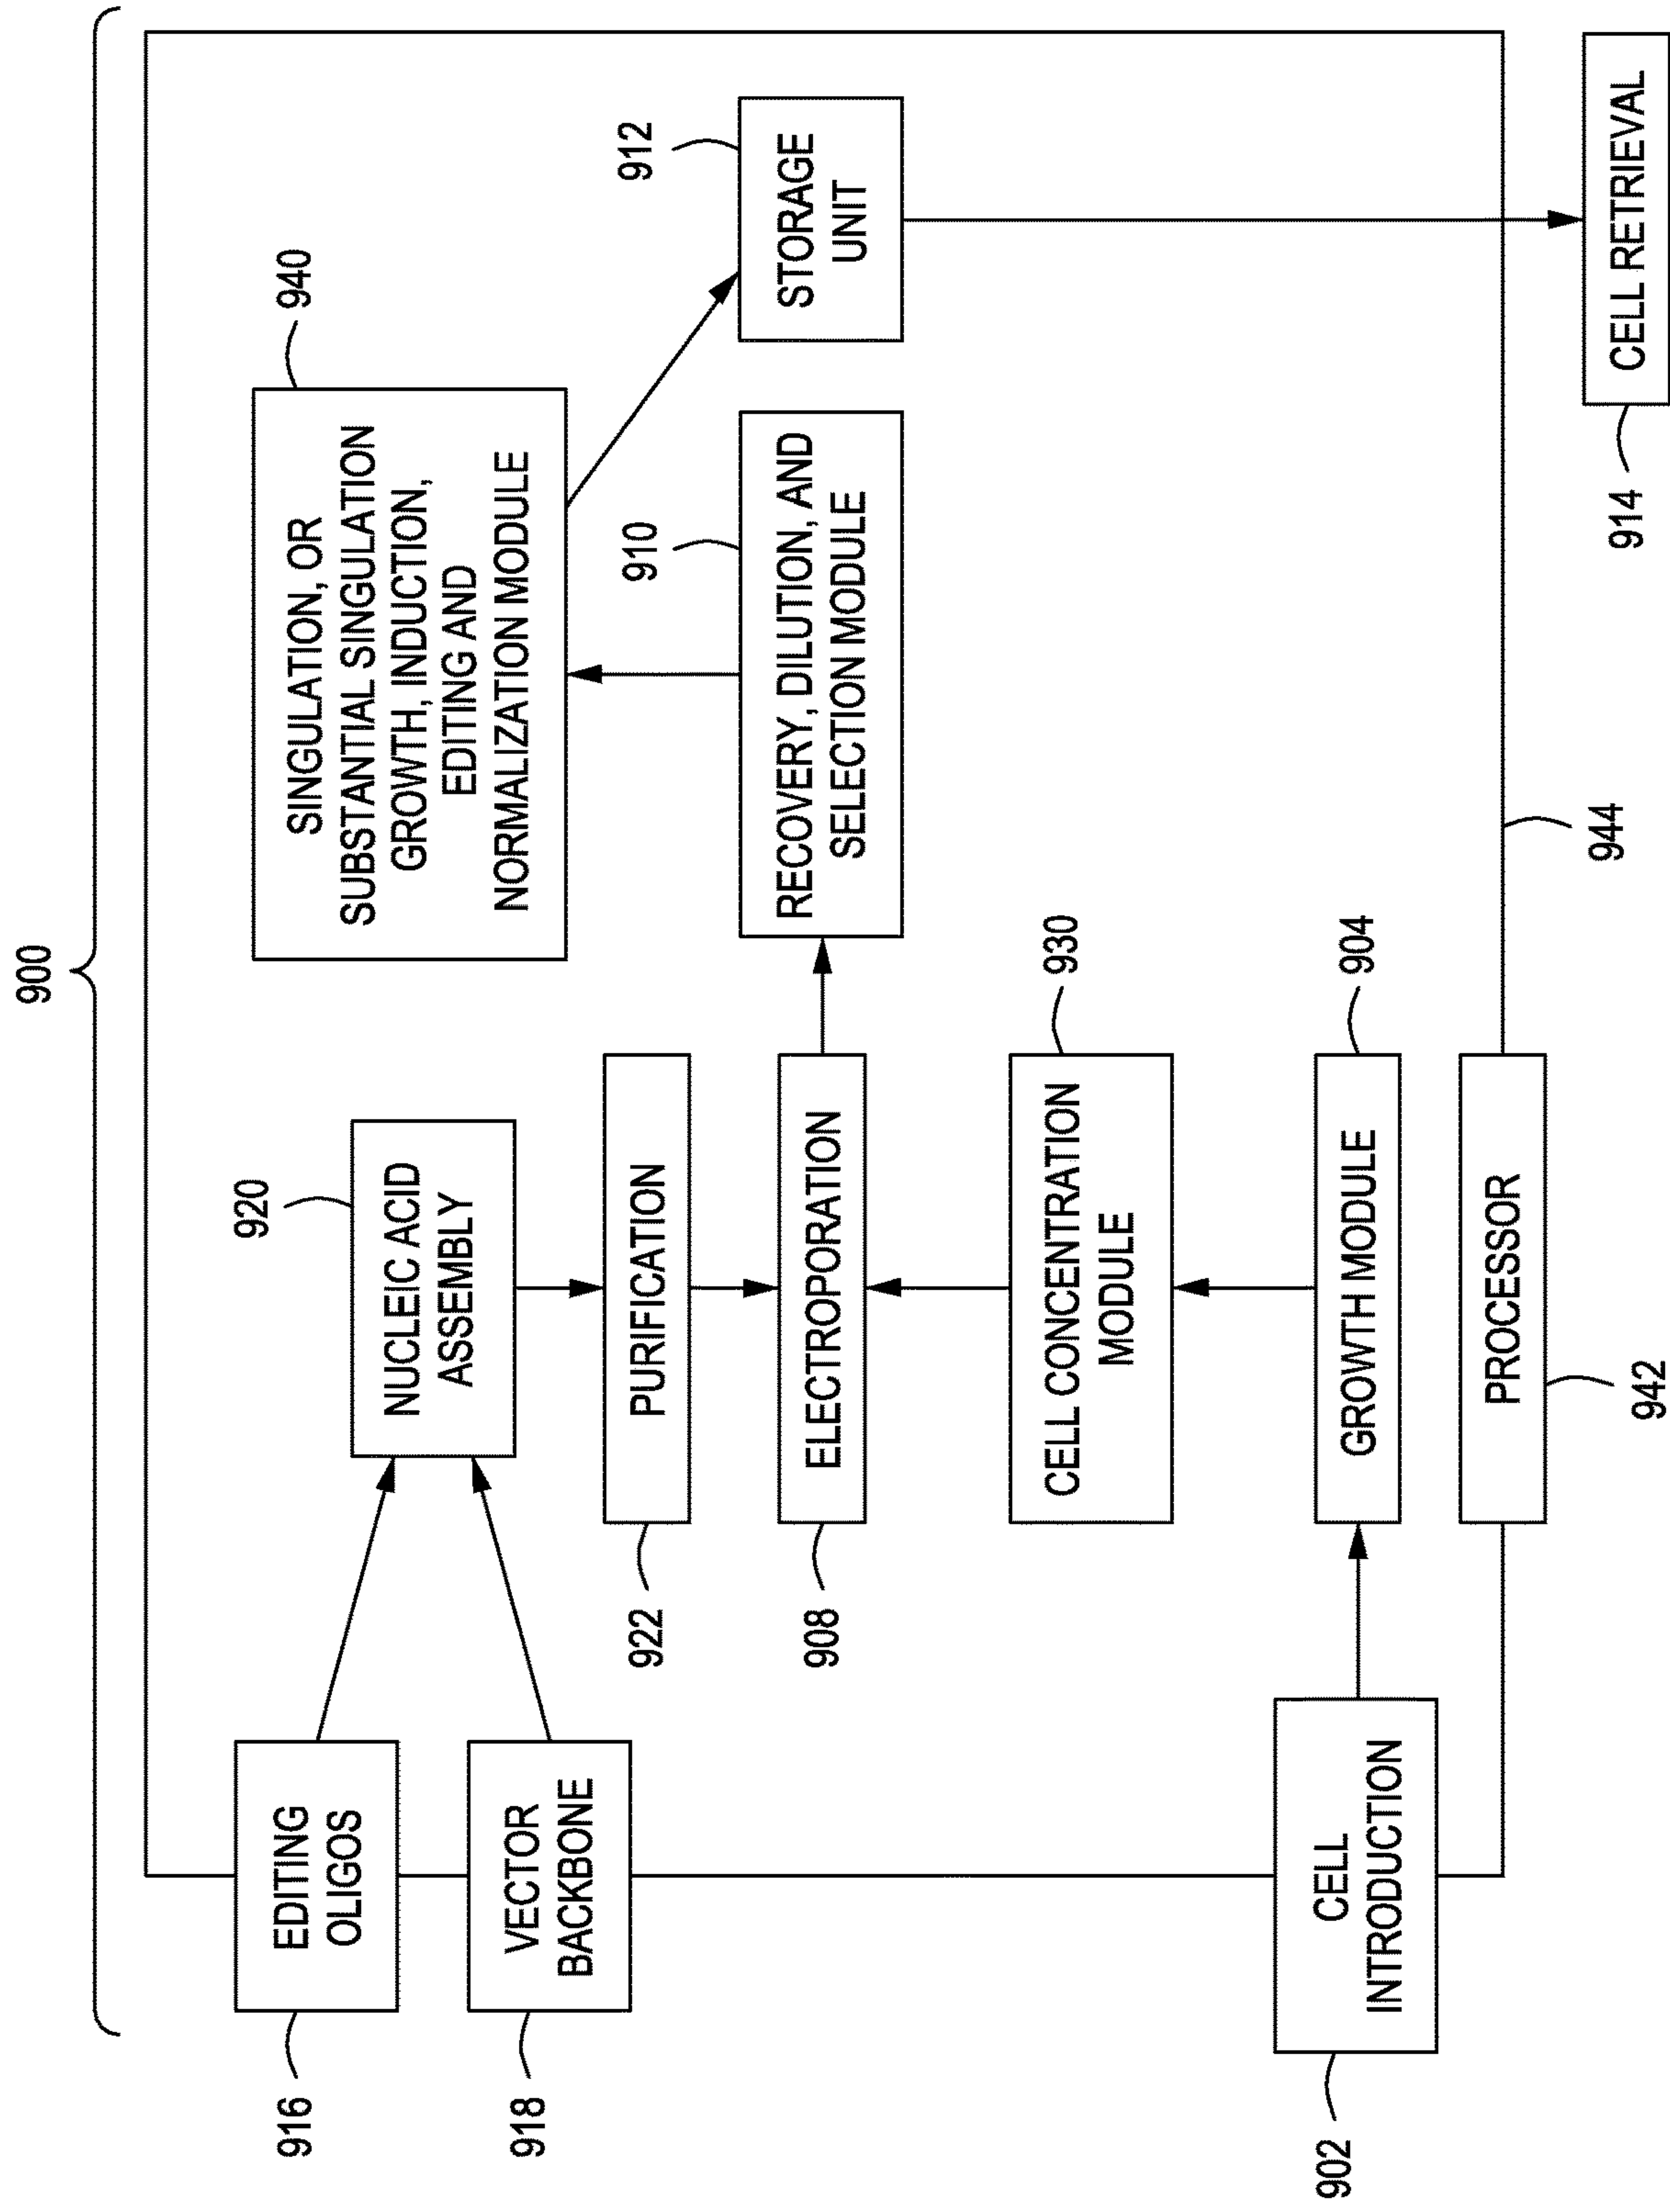 900
916
EDITING
OLIGOS
918
VECTOR
BACKBONE
920
NUCLEIC ACID
ASSEMBLY
922
PURIFICATION
908
ELECTROPORATION
CELL CONCENTRATION
MODULE
930
GROWTH MODULE
904
902
CELL
INTRODUCTION
PROCESSOR
942
944
940
SINGULATION, OR
SUBSTANTIAL SINGULATION
GROWTH, INDUCTION,
EDITING AND
NORMALIZATION MODULE
910
RECOVERY, DILUTION, AND
SELECTION MODULE
912
STORAGE
UNIT
914
CELL RETRIEVAL